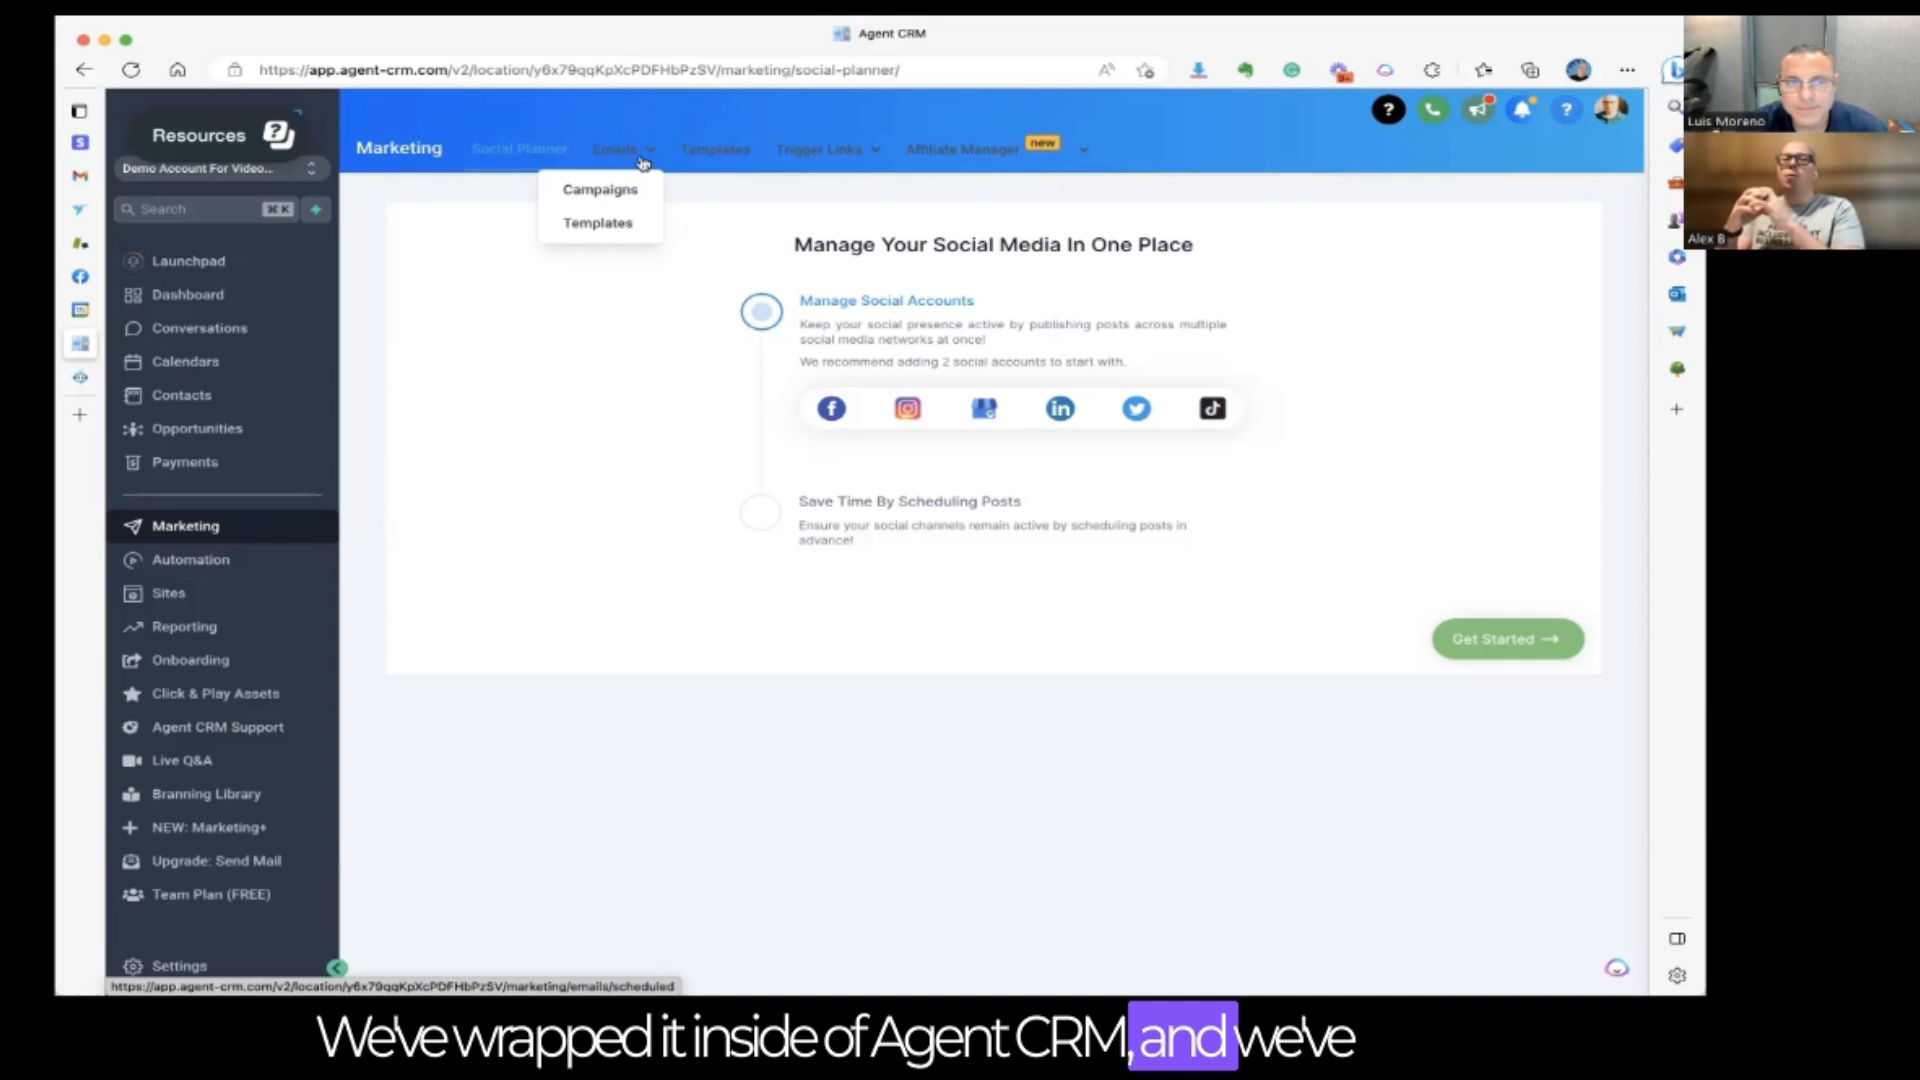 Agent CRM
https://app.agent-crm.com/v2/location/y6x79qqKpXcPDFHbPzSV/marketing/social-planner/
Resources
Demo Account For Video...
Search
⌘ K
Marketing
Social Planner
Emails
Templates
Trigger Links
Affiliate Manager
new
Campaigns
Templates
Luis Moreno
Alex B
Launchpad
Dashboard
Conversations
Calendars
Contacts
Opportunities
Payments
Marketing
Automation
Sites
Reporting
Onboarding
Click & Play Assets
Agent CRM Support
Live Q&A
Branning Library
NEW: Marketing+
Upgrade: Send Mail
Team Plan (FREE)
Settings
Manage Your Social Media In One Place
Manage Social Accounts
Keep your social presence active by publishing posts across multiple
social media networks at once!
We recommend adding 2 social accounts to start with.
Save Time By Scheduling Posts
Ensure your social channels remain active by scheduling posts in
advance!
Get Started →
https://app.agent-crm.com/v2/location/y6x79qqKpXcPDFHbPzSV/marketing/emails/scheduled
We've wrapped it inside of Agent CRM, and we've